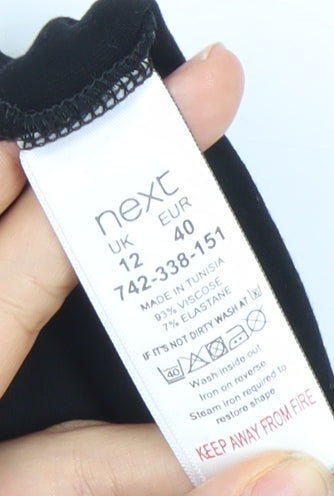 next
UK EUR
12 40
742-338-151
MADE IN TUNISIA
93% VISCOSE
7% ELASTANE
IF IT'S NOT DIRTY WASH AT
40
Wash inside out
Iron on reverse
Steam iron required to
restore shape
KEEP AWAY FROM FIRE